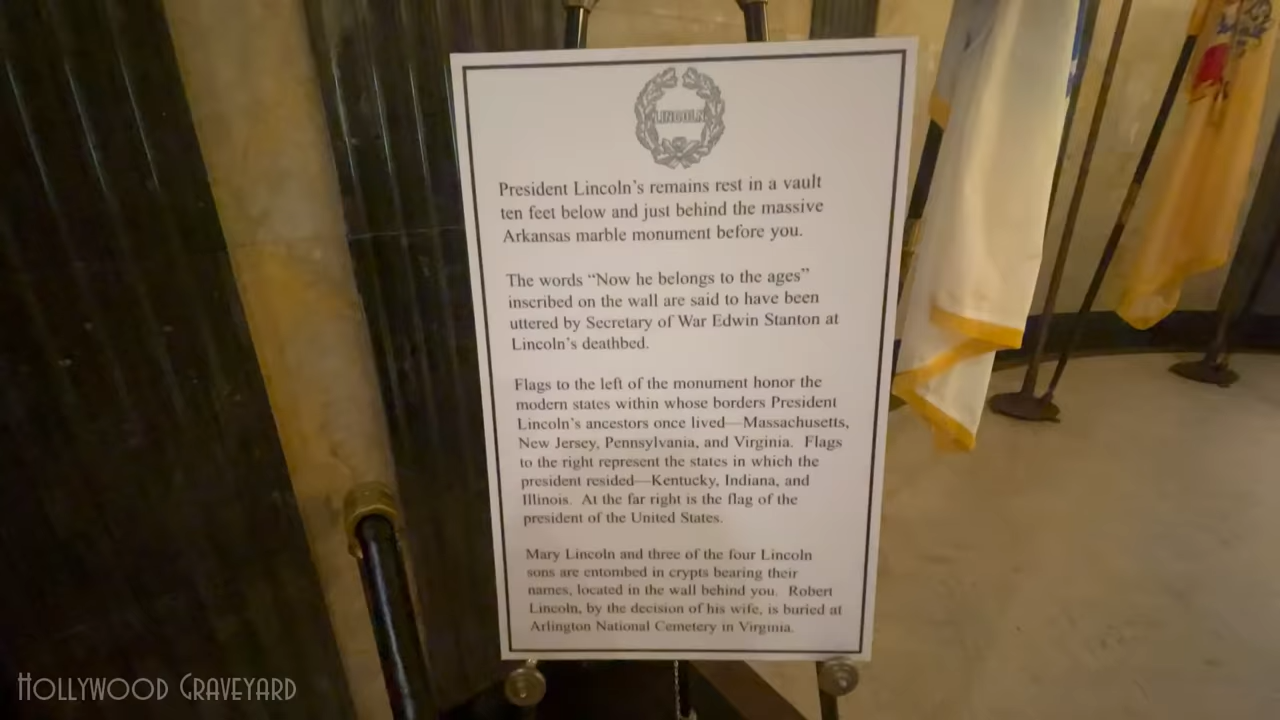 LINCOLN
President Lincoln's remains rest in a vault
ten feet below and just behind the massive
Arkansas marble monument before you.
The words “Now he belongs to the ages”
inscribed on the wall are said to have been
uttered by Secretary of War Edwin Stanton at
Lincoln's deathbed.
Flags to the left of the monument honor the
modern states within whose borders President
Lincoln's ancestors once lived—Massachusetts,
New Jersey, Pennsylvania, and Virginia. Flags
to the right represent the states in which the
president resided—Kentucky, Indiana, and
Illinois. At the far right is the flag of the
president of the United States.
Mary Lincoln and three of the four Lincoln
sons are entombed in crypts bearing their
names, located in the wall behind you. Robert
Lincoln, by the decision of his wife, is buried at
Arlington National Cemetery in Virginia.
HOLLYWOOD GRAVEYARD